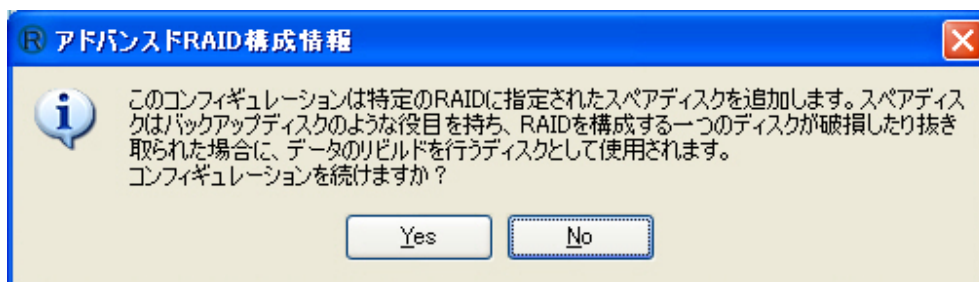 アドバンスドRAID構成情報
このコンフィギュレーションは特定のRAIDに指定されたスペアディスクを追加します。スペアディス
クはバックアップディスクのような役目を持ち、RAIDを構成する一つのディスクが破損したり抜き
取られた場合に、データのリビルドを行うディスクとして使用されます。
コンフィギュレーションを続けますか？
Yes No